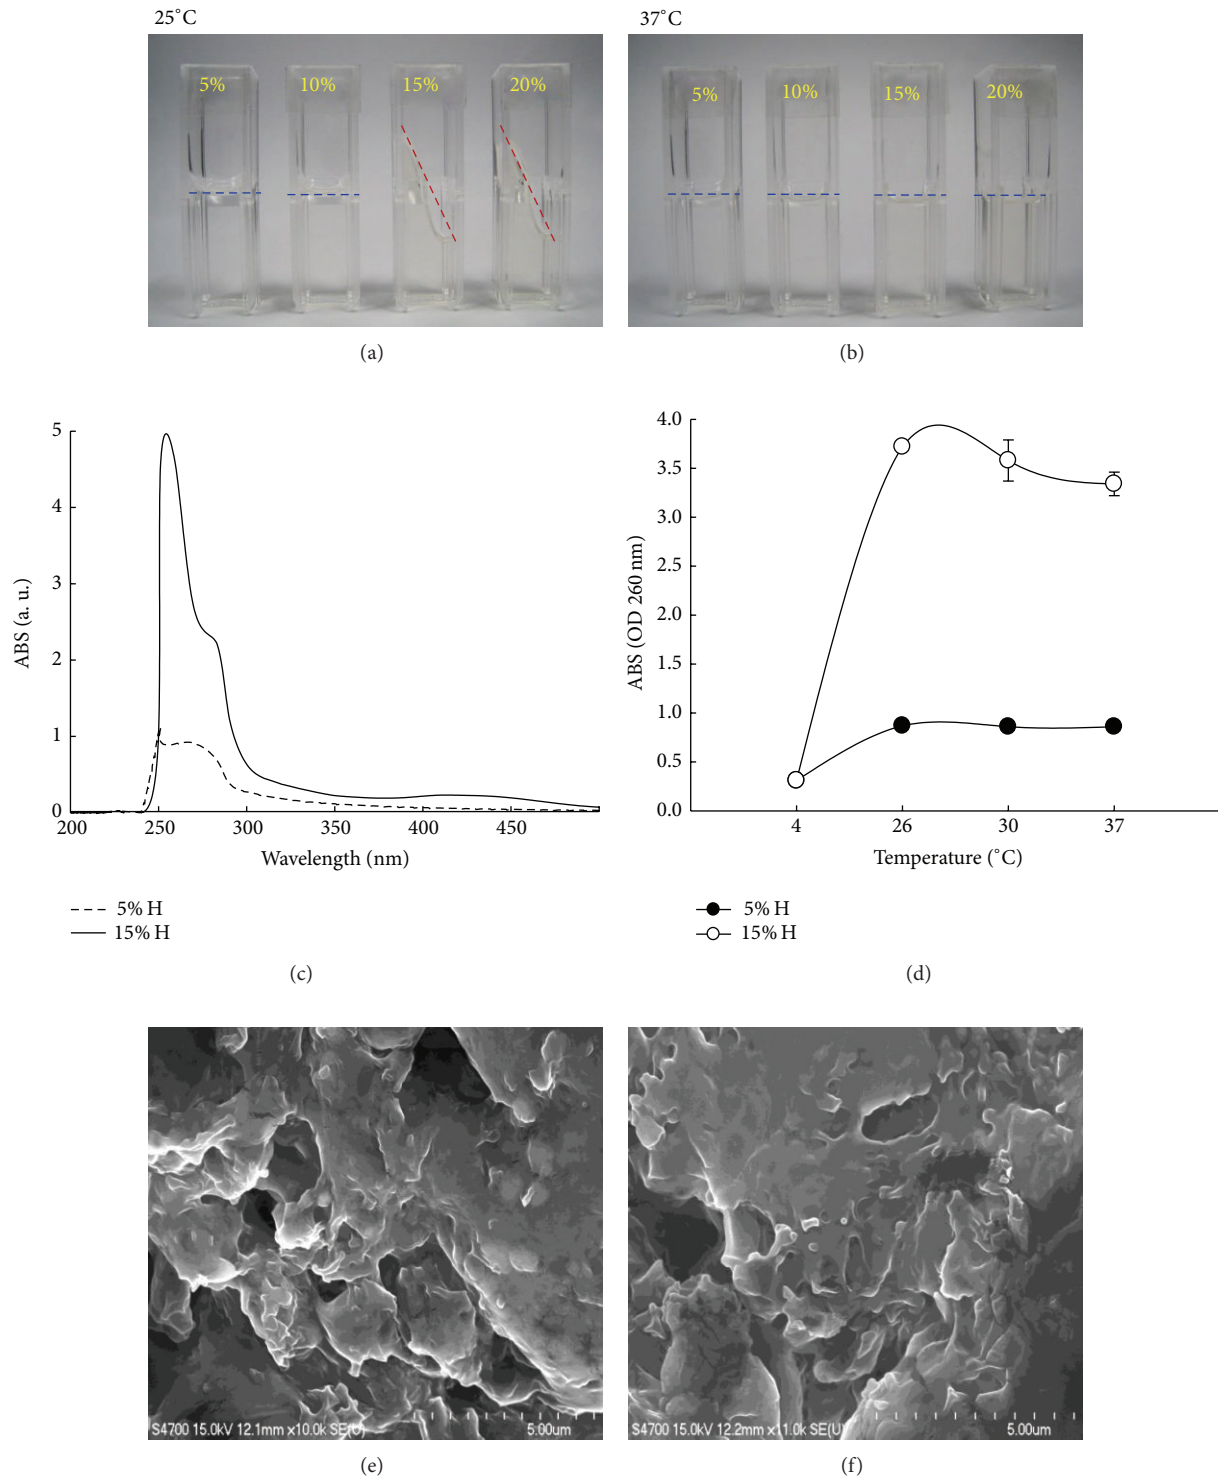 25°C
37°C
5% 10% 15% 20%
5% 10% 15% 20%
(a)
(b)
5
4
3
2
1
0
200 250 300 350 400 450
ABS (a. u.)
Wavelength (nm)
5% H
15% H
(c)
4.0
3.5
3.0
2.5
2.0
1.5
1.0
0.5
0.0
4 26 30 37
ABS (OD 260 nm)
Temperature (°C)
5% H
15% H
(d)
S4700 15.0kV 12.1mm x10.0k SE(U) 5.00um
S4700 15.0kV 12.2mm x11.0k SE(U) 5.00um
(e)
(f)